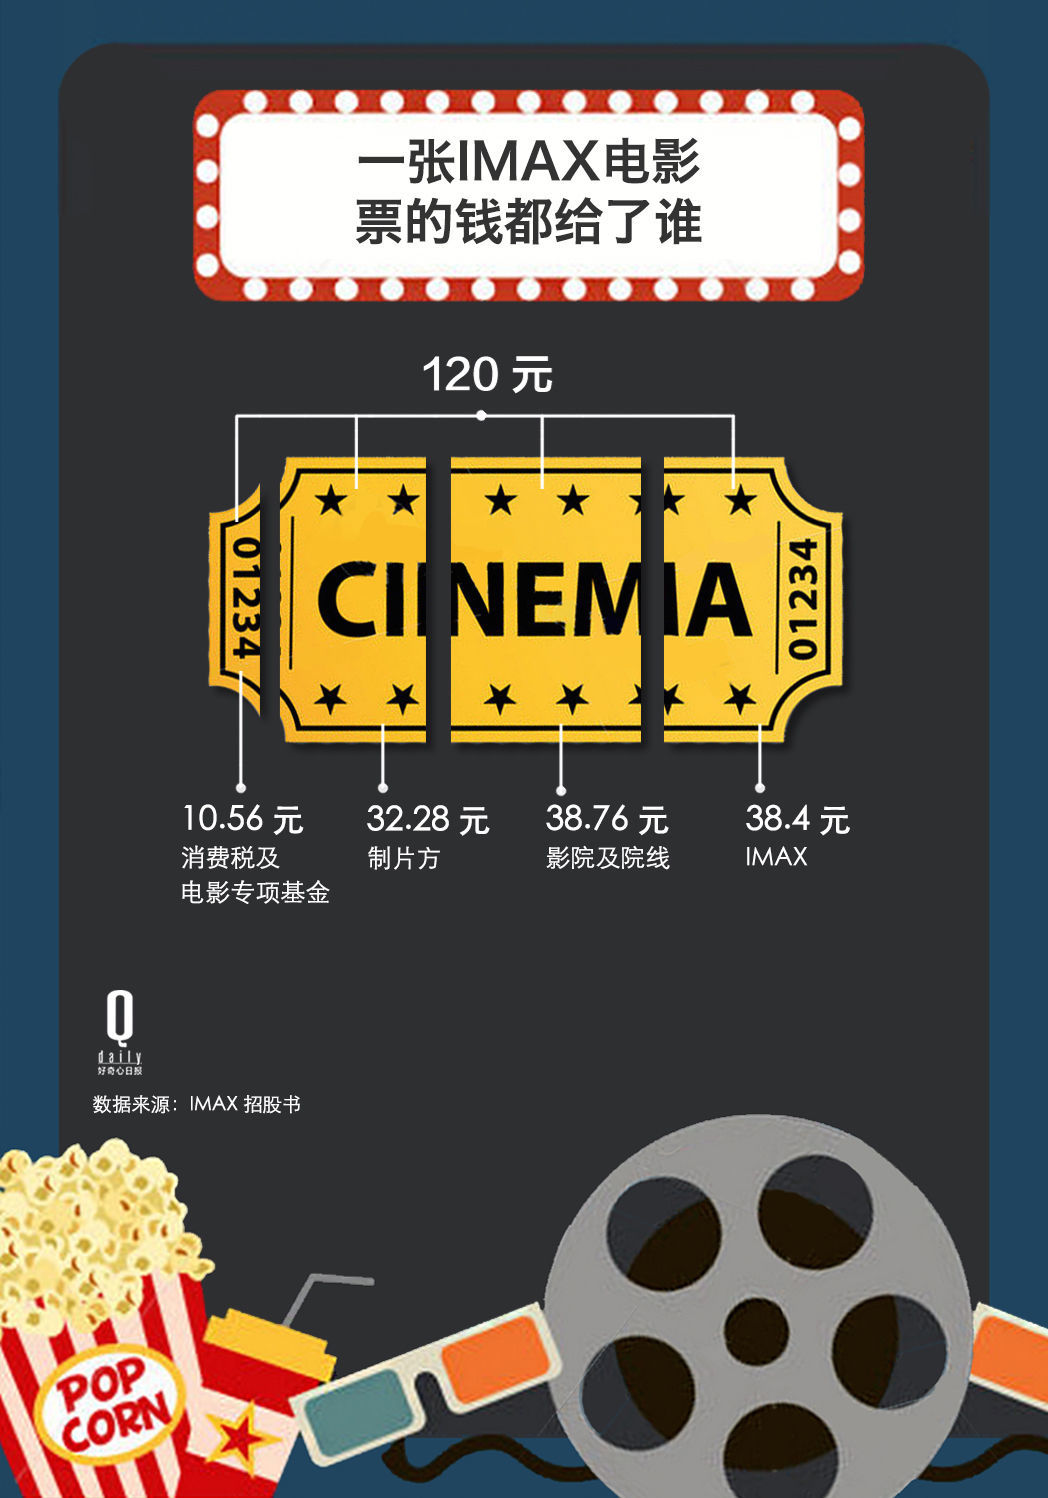 一张IMAX电影
票的钱都给了谁
120 元
01234
CINEMA
01234
10.56 元
消费税及
电影专项基金
32.28 元
制片方
38.76 元
影院及院线
38.4 元
IMAX
Q
daily
好奇心日报
数据来源：IMAX 招股书
POP
CORN